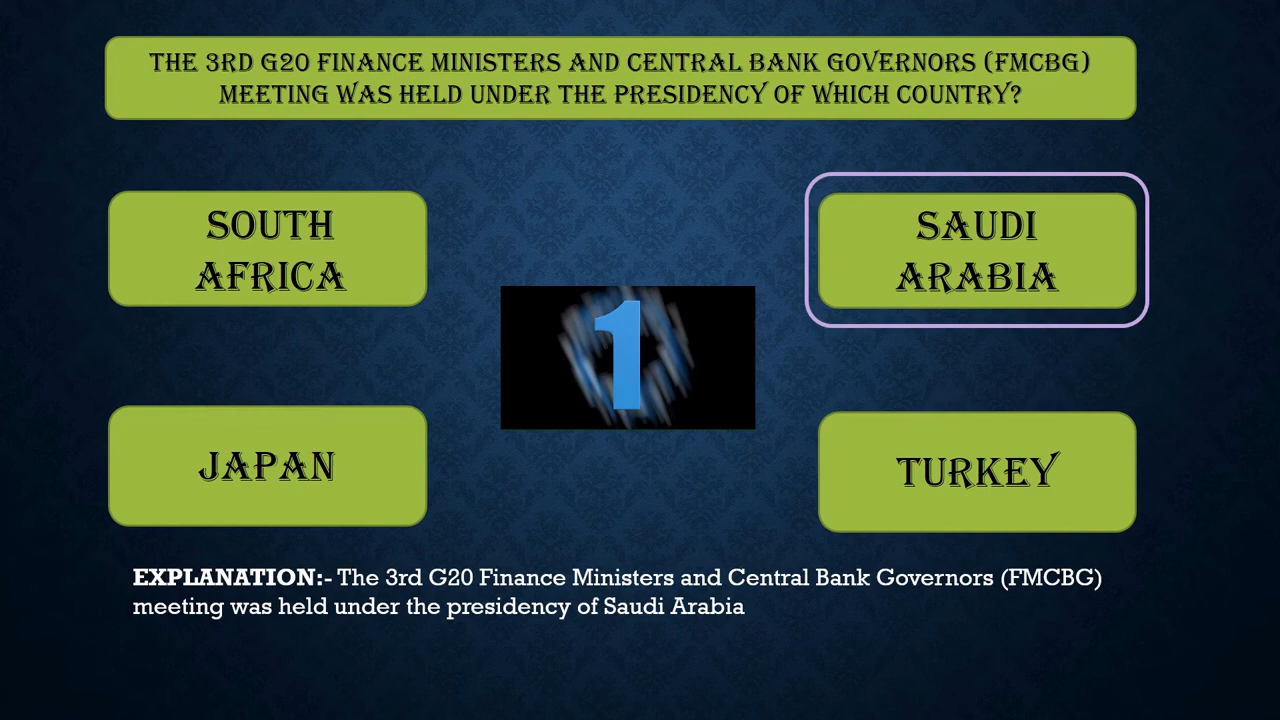 THE 3RD G20 FINANCE MINISTERS AND CENTRAL BANK GOVERNORS (FMCBG)
MEETING WAS HELD UNDER THE PRESIDENCY OF WHICH COUNTRY?
SOUTH
AFRICA
SAUDI
ARABIA
1
JAPAN
TURKEY
EXPLANATION:- The 3rd G20 Finance Ministers and Central Bank Governors (FMCBG)
meeting was held under the presidency of Saudi Arabia